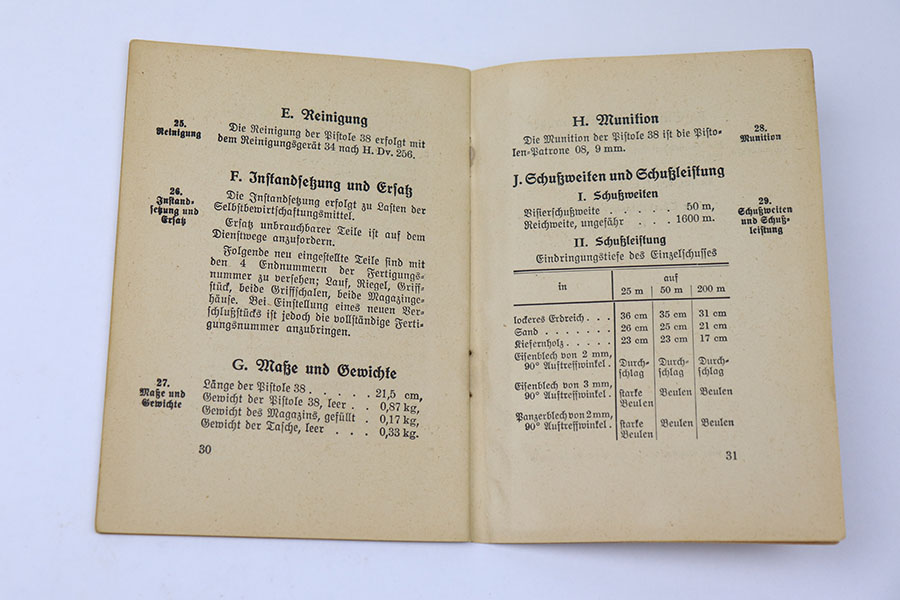 E. Reinigung
25.
Reinigung
Die Reinigung der Pistole 38 erfolgt mit
dem Reinigungsgerät 34 nach H. Dv. 256.
F. Instandsetzung und Ersatz
26.
Instand-
setzung und
Ersatz
Die Instandsetzung erfolgt zu Lasten der
Selbstbewirtschaftungsmittel.
Ersatz unbrauchbarer Teile ist auf dem
Dienstwege anzufordern.
Folgende neu eingestellte Teile sind mit
den 4 Endnummern der Fertigungs-
nummer zu versehen; Lauf, Riegel, Griff-
stück, beide Griffschalen, beide Magazinge-
häuse. Bei Einstellung eines neuen Ver-
schlußstücks ist jedoch die vollständige Ferti-
gungsnummer anzubringen.
G. Maße und Gewichte
27.
Maße und
Gewichte
Länge der Pistole 38 . . . . . 21,5 cm,
Gewicht der Pistole 38, leer . . 0,87 kg,
Gewicht des Magazins, gefüllt . 0,17 kg,
Gewicht der Tasche, leer . . . 0,33 kg.
30
H. Munition
28.
Munition
Die Munition der Pistole 38 ist die Pisto-
len-Patrone 08, 9 mm.
J. Schußweiten und Schußleistung
29.
Schußweiten
und Schuß-
leistung
I. Schußweiten
Visierschußweite . . . . . 50 m,
Reichweite, ungefähr . . . 1600 m.
II. Schußleistung
Eindringungstiefe des Einzelschusses
in auf
25 m 50 m 200 m
lockeres Erdreich . . . 36 cm 35 cm 31 cm
Sand . . . . . . . 26 cm 25 cm 21 cm
Kiefernholz . . . . . 23 cm 23 cm 17 cm
Eisenblech von 2 mm,
90° Auftreffwinkel . Durch- Durch- Durch-
schlag schlag schlag
Eisenblech von 3 mm,
90° Auftreffwinkel . starke Beulen Beulen
Beulen
Panzerblech von 2 mm,
90° Auftreffwinkel . starke Beulen Beulen
Beulen
31